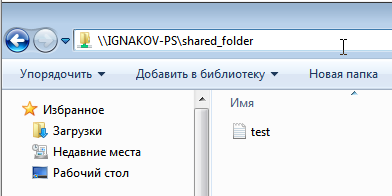 \\IGNAKOV-PS\shared_folder
Упорядочить Добавить в библиотеку Новая папка
Избранное
Загрузки
Недавние места
Рабочий стол
Имя
test